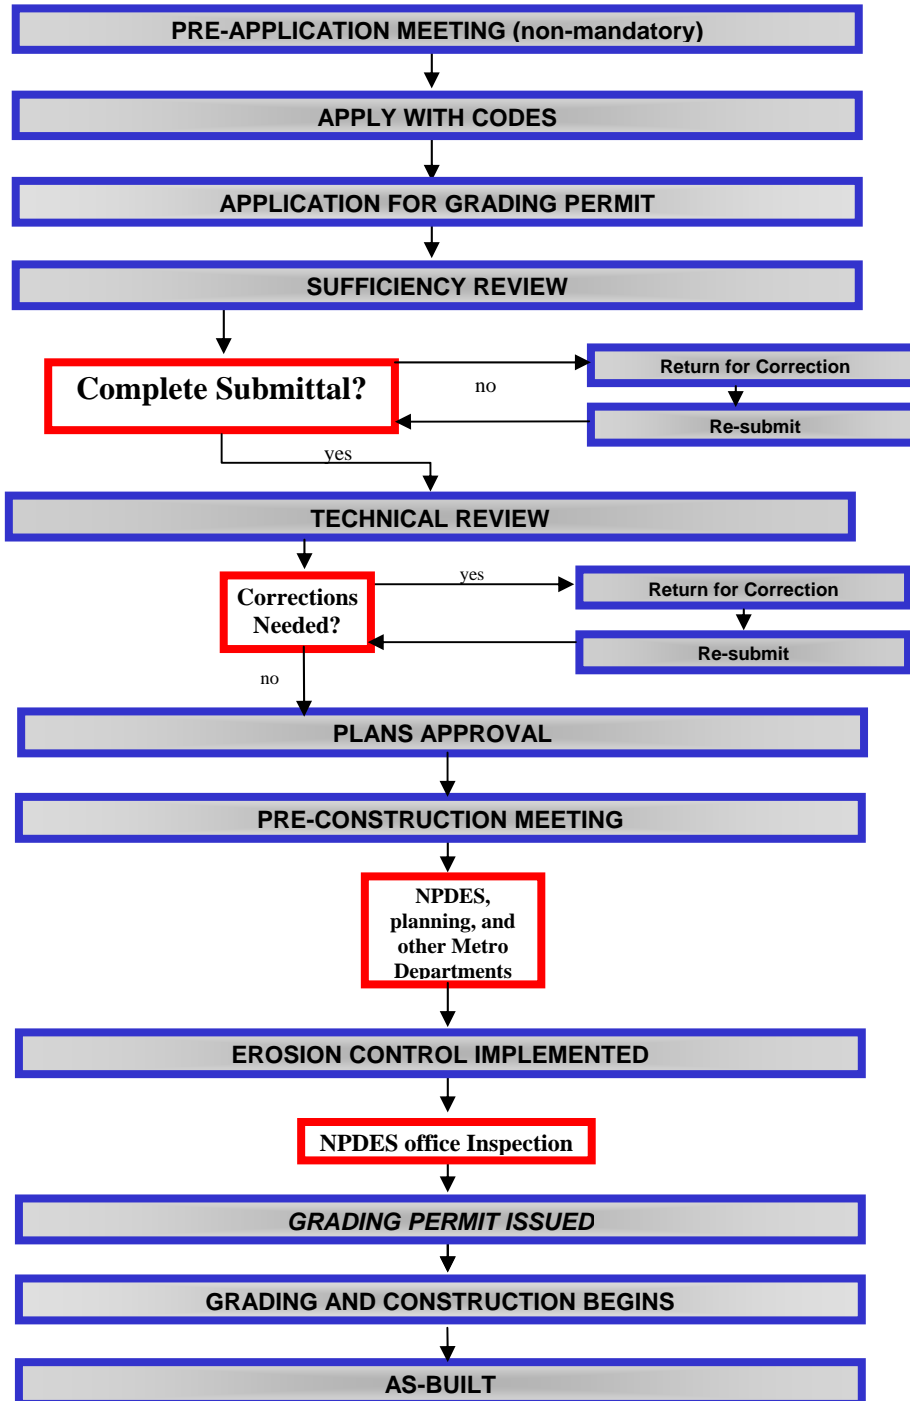 PRE-APPLICATION MEETING (non-mandatory)
APPLY WITH CODES
APPLICATION FOR GRADING PERMIT
SUFFICIENCY REVIEW
Complete Submittal?
no
Return for Correction
Re-submit
yes
TECHNICAL REVIEW
Corrections
Needed?
yes
Return for Correction
Re-submit
no
PLANS APPROVAL
PRE-CONSTRUCTION MEETING
NPDES,
planning, and
other Metro
Departments
EROSION CONTROL IMPLEMENTED
NPDES office Inspection
GRADING PERMIT ISSUED
GRADING AND CONSTRUCTION BEGINS
AS-BUILT